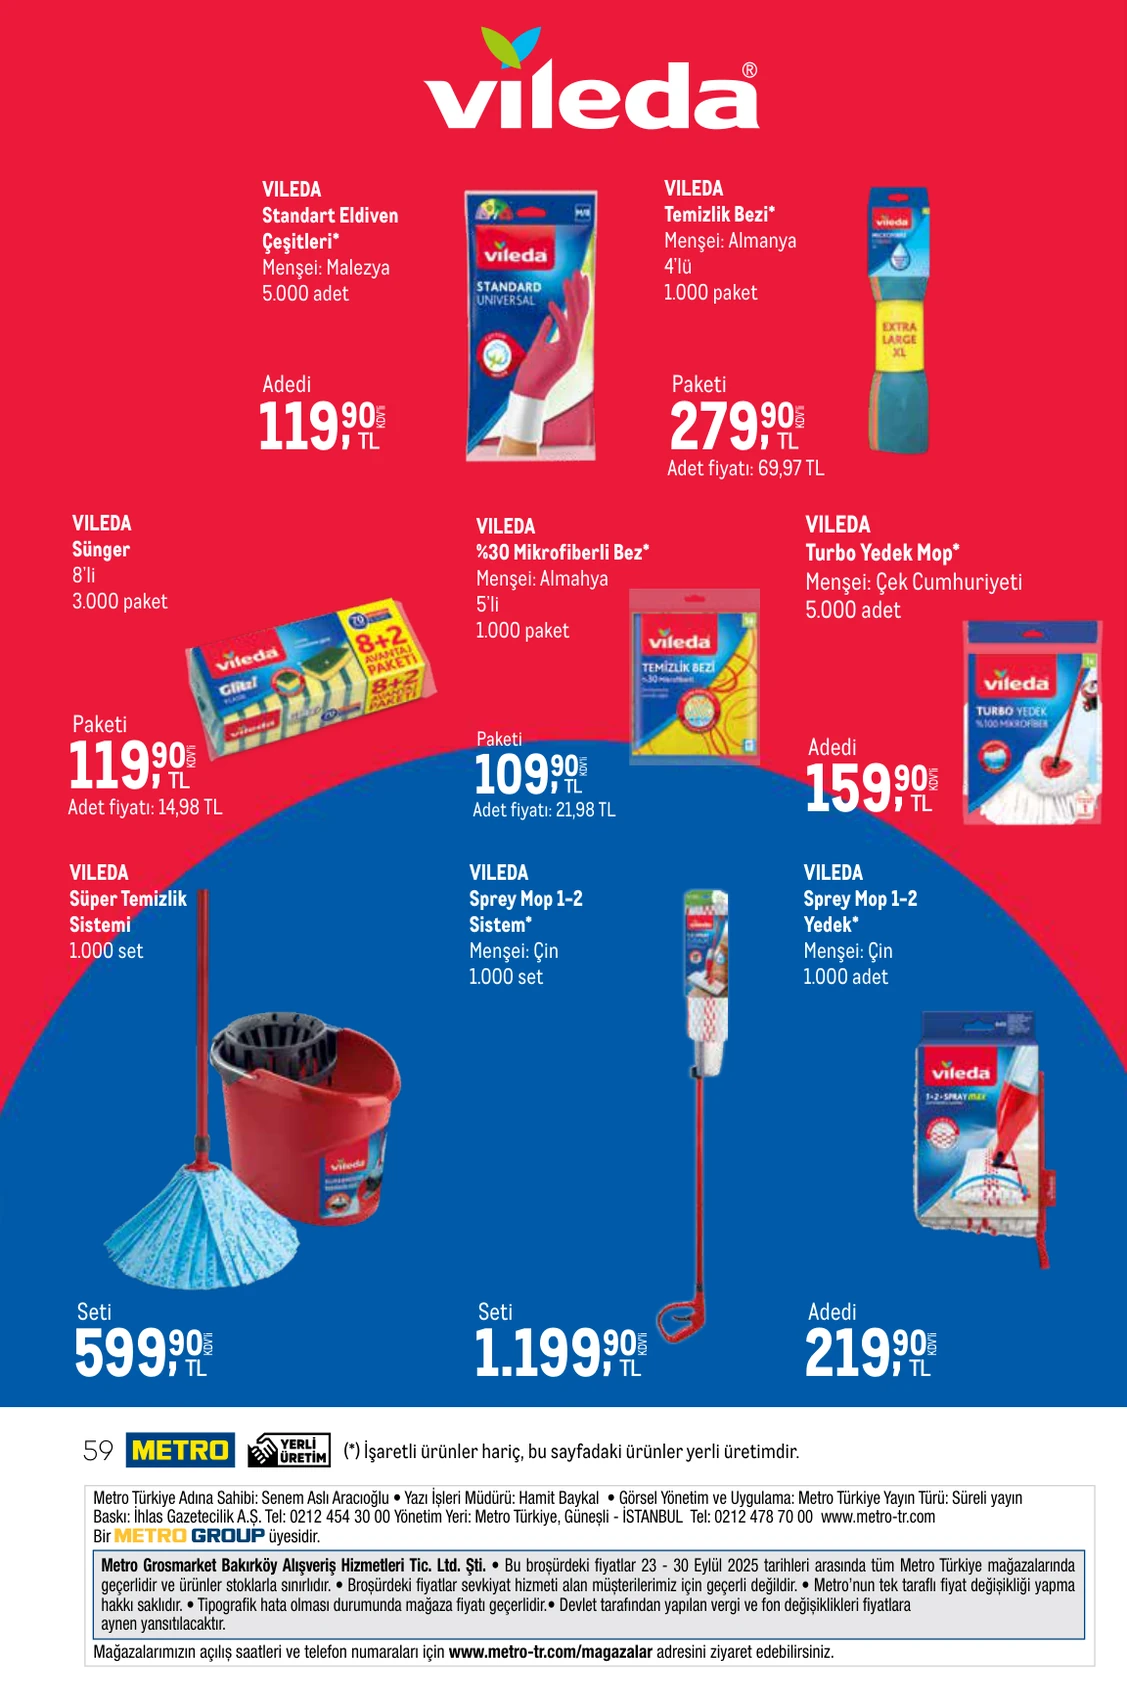 vileda®
VILEDA
Standart Eldiven
Çeşitleri*
Menşei: Malezya
5.000 adet
Adedi
119,90 TL KDV'li
vileda
STANDARD
UNIVERSAL
VILEDA
Temizlik Bezi*
Menşei: Almanya
4'lü
1.000 paket
Paketi
279,90 TL KDV'li
Adet fiyatı: 69,97 TL
vileda
EXTRA
LARGE
XL
VILEDA
Sünger
8'li
3.000 paket
Paketi
119,90 TL KDV'li
Adet fiyatı: 14,98 TL
vileda
Glitzi
8+2
AVANTAJ
PAKETİ
8+2
AVANTAJ
PAKETİ
vileda
VILEDA
%30 Mikrofiberli Bez*
Menşei: Almahya
5'li
1.000 paket
Paketi
109,90 TL KDV'li
Adet fiyatı: 21,98 TL
vileda
TEMİZLİK BEZİ
%30 Mikrofiberli
VILEDA
Turbo Yedek Mop*
Menşei: Çek Cumhuriyeti
5.000 adet
Adedi
159,90 TL KDV'li
vileda
TURBO YEDEK
%100 MİKROFİBER
VILEDA
Süper Temizlik
Sistemi
1.000 set
vileda
Seti
599,90 TL KDV'li
VILEDA
Sprey Mop 1-2
Sistem*
Menşei: Çin
1.000 set
vileda
Seti
1.199,90 TL KDV'li
VILEDA
Sprey Mop 1-2
Yedek*
Menşei: Çin
1.000 adet
vileda
1•2•SPRAY MAX
Adedi
219,90 TL KDV'li
59 METRO YERLİ ÜRETİM (*) İşaretli ürünler hariç, bu sayfadaki ürünler yerli üretimdir.
Metro Türkiye Adına Sahibi: Senem Aslı Aracıoğlu • Yazı İşleri Müdürü: Hamit Baykal • Görsel Yönetim ve Uygulama: Metro Türkiye Yayın Türü: Süreli yayın
Baskı: İhlas Gazetecilik A.Ş. Tel: 0212 454 30 00 Yönetim Yeri: Metro Türkiye, Güneşli - İSTANBUL Tel: 0212 478 70 00 www.metro-tr.com
Bir METRO GROUP üyesidir.
Metro Grosmarket Bakırköy Alışveriş Hizmetleri Tic. Ltd. Şti. • Bu broşürdeki fiyatlar 23 - 30 Eylül 2025 tarihleri arasında tüm Metro Türkiye mağazalarında
geçerlidir ve ürünler stoklarla sınırlıdır. • Broşürdeki fiyatlar sevkiyat hizmeti alan müşterilerimiz için geçerli değildir. • Metro'nun tek taraflı fiyat değişikliği yapma
hakkı saklıdır. • Tipografik hata olması durumunda mağaza fiyatı geçerlidir.• Devlet tarafından yapılan vergi ve fon değişiklikleri fiyatlara
aynen yansıtılacaktır.
Mağazalarımızın açılış saatleri ve telefon numaraları için www.metro-tr.com/magazalar adresini ziyaret edebilirsiniz.